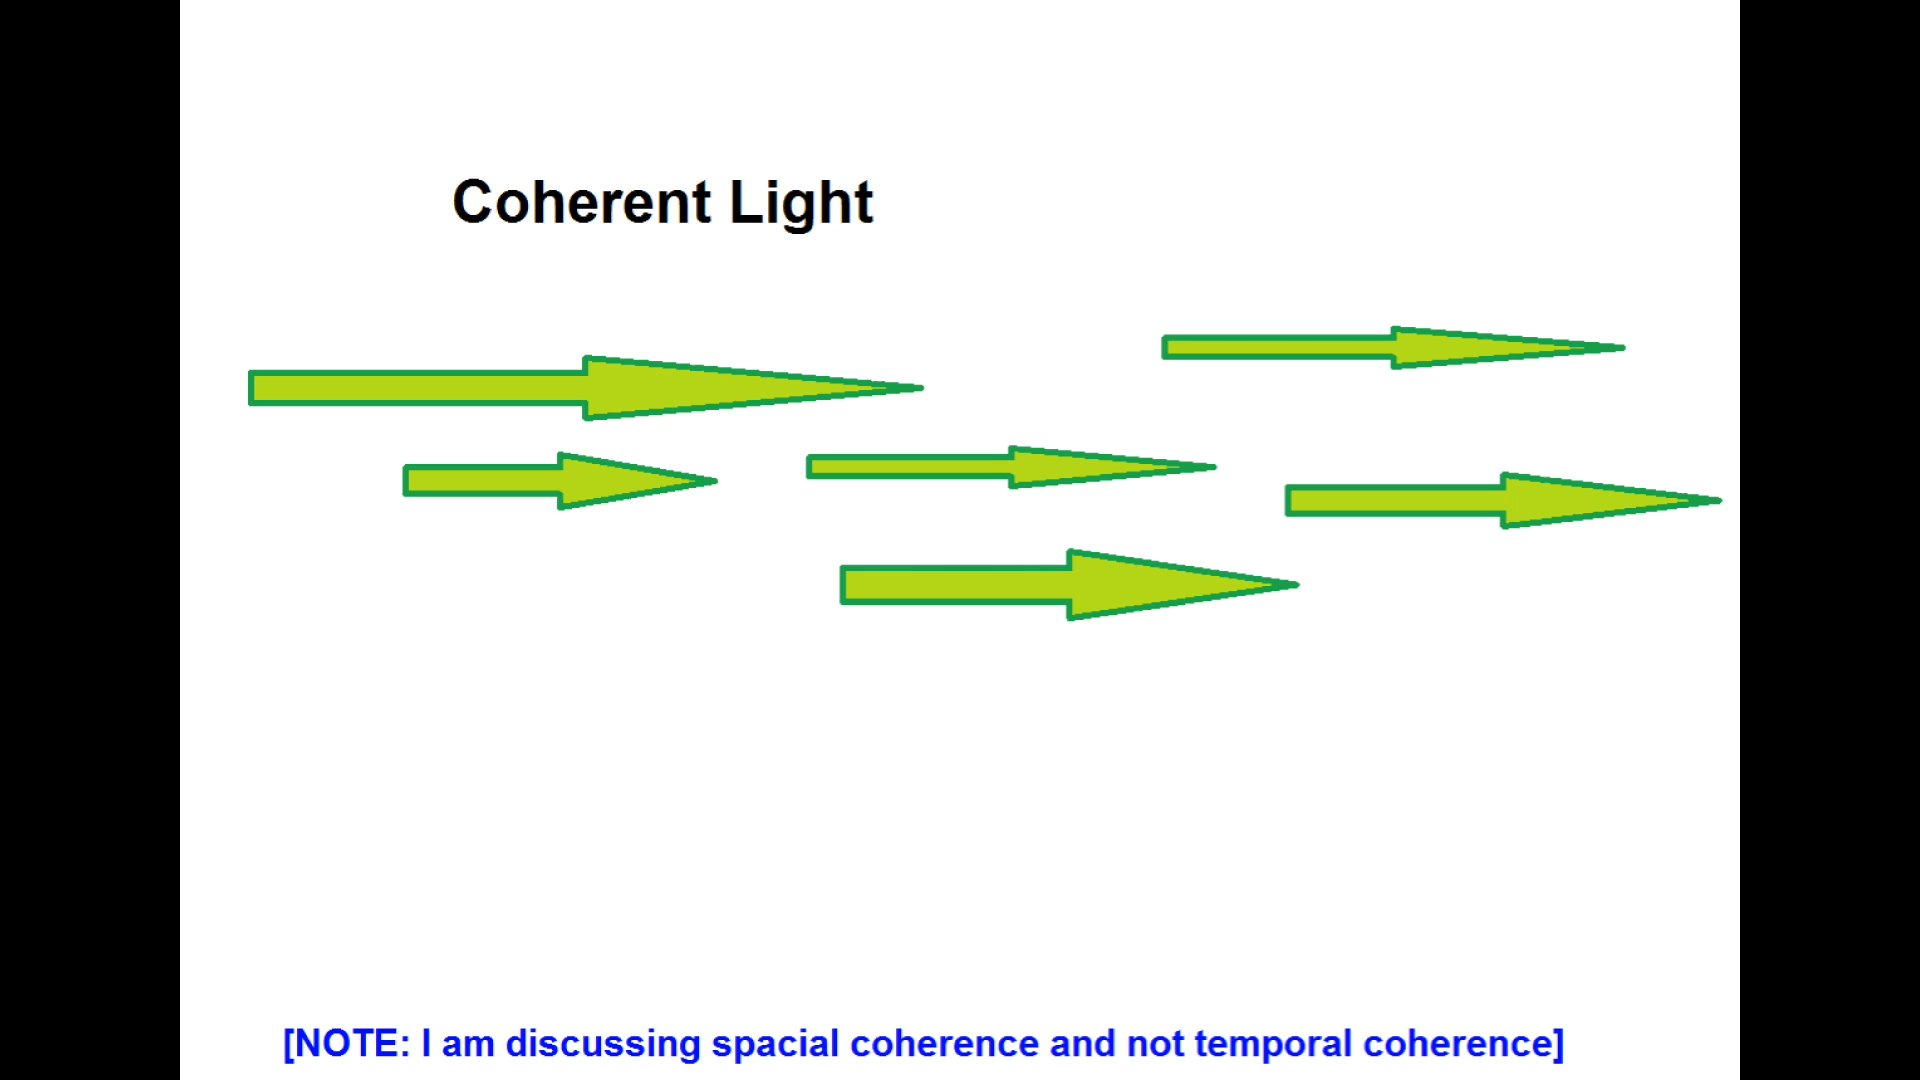 Coherent Light
[NOTE: I am discussing spacial coherence and not temporal coherence]